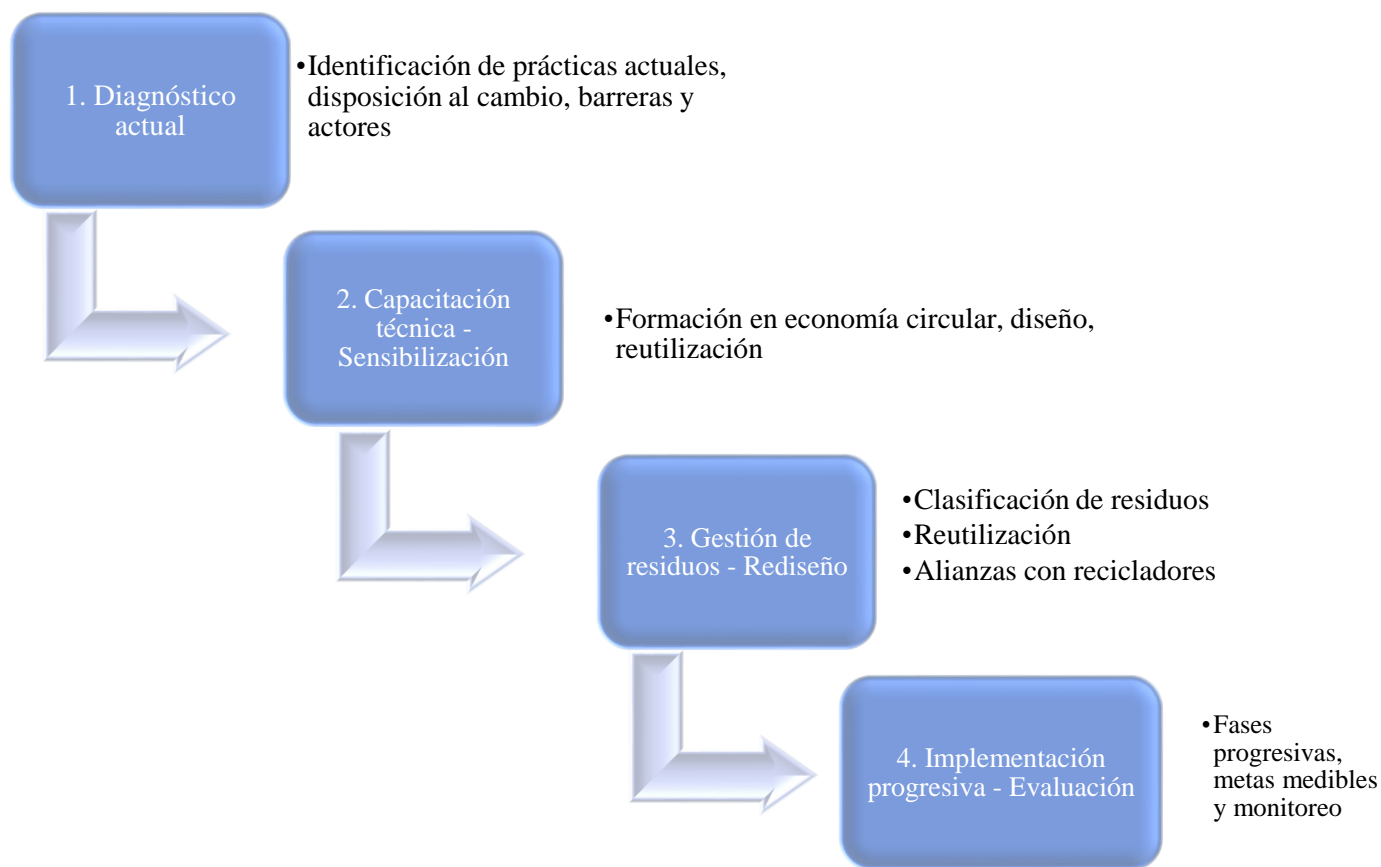 1. Diagnóstico
actual
•Identificación de prácticas actuales,
disposición al cambio, barreras y
actores
2. Capacitación
técnica -
Sensibilización
•Formación en economía circular, diseño,
reutilización
3. Gestión de
residuos - Rediseño
•Clasificación de residuos
•Reutilización
•Alianzas con recicladores
4. Implementación
progresiva - Evaluación
•Fases
progresivas,
metas medibles
y monitoreo